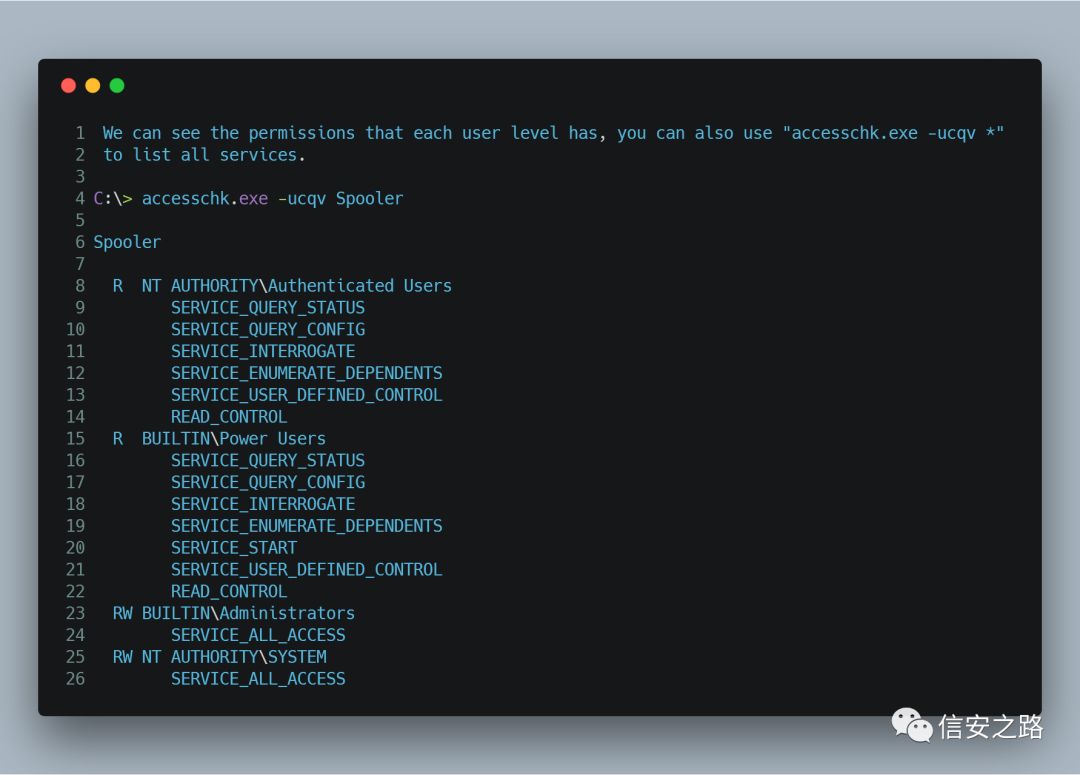 1 We can see the permissions that each user level has, you can also use "accesschk.exe -ucqv *"
2 to list all services.
3
4 C:\> accesschk.exe -ucqv Spooler
5
6 Spooler
7
8 R NT AUTHORITY\Authenticated Users
9 SERVICE_QUERY_STATUS
10 SERVICE_QUERY_CONFIG
11 SERVICE_INTERROGATE
12 SERVICE_ENUMERATE_DEPENDENTS
13 SERVICE_USER_DEFINED_CONTROL
14 READ_CONTROL
15 R BUILTIN\Power Users
16 SERVICE_QUERY_STATUS
17 SERVICE_QUERY_CONFIG
18 SERVICE_INTERROGATE
19 SERVICE_ENUMERATE_DEPENDENTS
20 SERVICE_START
21 SERVICE_USER_DEFINED_CONTROL
22 READ_CONTROL
23 RW BUILTIN\Administrators
24 SERVICE_ALL_ACCESS
25 RW NT AUTHORITY\SYSTEM
26 SERVICE_ALL_ACCESS
信安之路